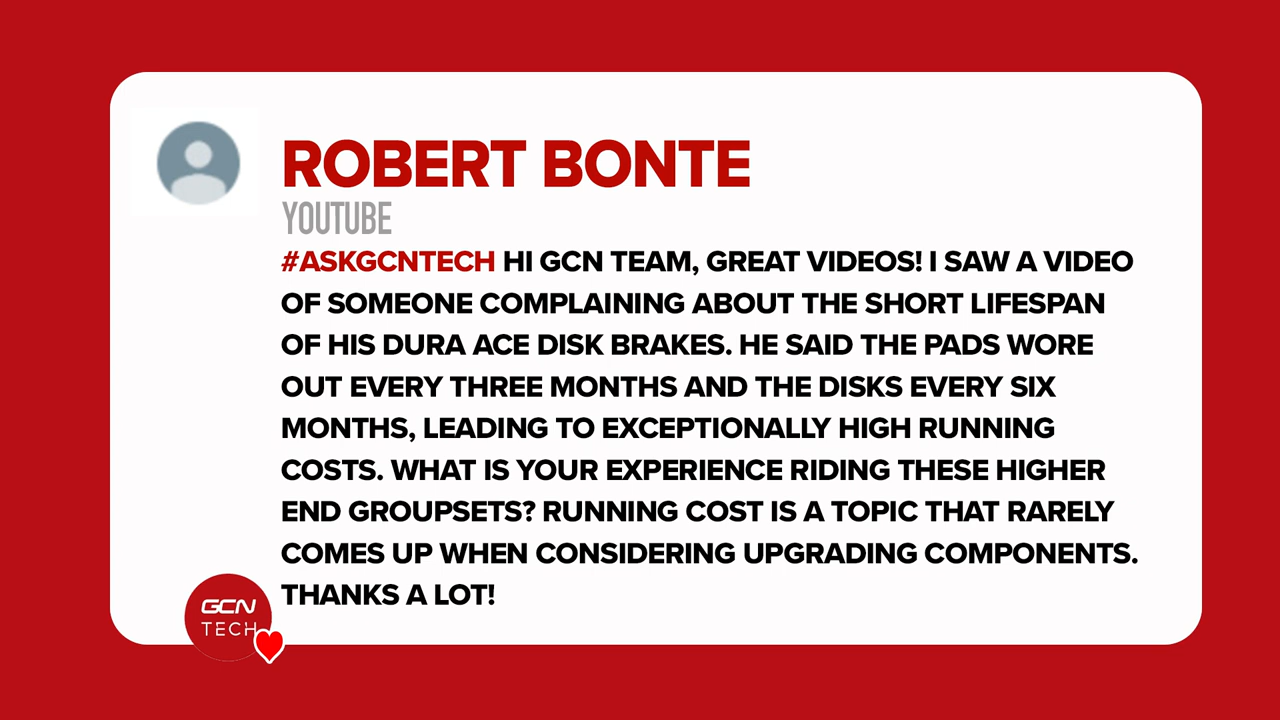 ROBERT BONTE
YOUTUBE
#ASKGCNTECH HI GCN TEAM, GREAT VIDEOS! I SAW A VIDEO
OF SOMEONE COMPLAINING ABOUT THE SHORT LIFESPAN
OF HIS DURA ACE DISK BRAKES. HE SAID THE PADS WORE
OUT EVERY THREE MONTHS AND THE DISKS EVERY SIX
MONTHS, LEADING TO EXCEPTIONALLY HIGH RUNNING
COSTS. WHAT IS YOUR EXPERIENCE RIDING THESE HIGHER
END GROUPSETS? RUNNING COST IS A TOPIC THAT RARELY
COMES UP WHEN CONSIDERING UPGRADING COMPONENTS.
THANKS A LOT!
GCN
TECH